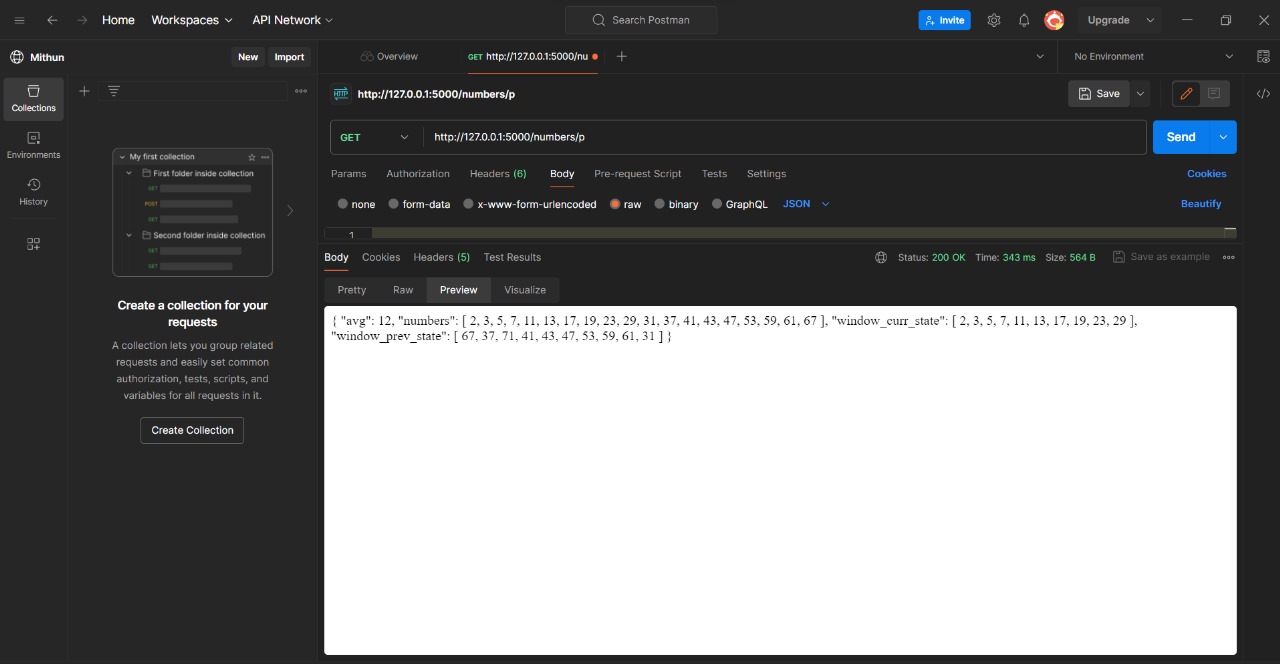 Home Workspaces API Network Search Postman Invite Upgrade
Mithun New Import Overview GET http://127.0.0.1:5000/nu No Environment
Collections
Environments
History
My first collection
First folder inside collection
GET
POST
GET
Second folder inside collection
GET
GET
Create a collection for your
requests
A collection lets you group related
requests and easily set common
authorization, tests, scripts, and
variables for all requests in it.
Create Collection
HTTP http://127.0.0.1:5000/numbers/p Save
GET http://127.0.0.1:5000/numbers/p Send
Params Authorization Headers (6) Body Pre-request Script Tests Settings Cookies
none form-data x-www-form-urlencoded raw binary GraphQL JSON Beautify
1
Body Cookies Headers (5) Test Results Status: 200 OK Time: 343 ms Size: 564 B Save as example
Pretty Raw Preview Visualize
{ "avg": 12, "numbers": [ 2, 3, 5, 7, 11, 13, 17, 19, 23, 29, 31, 37, 41, 43, 47, 53, 59, 61, 67 ], "window_curr_state": [ 2, 3, 5, 7, 11, 13, 17, 19, 23, 29 ],
"window_prev_state": [ 67, 37, 71, 41, 43, 47, 53, 59, 61, 31 ] }